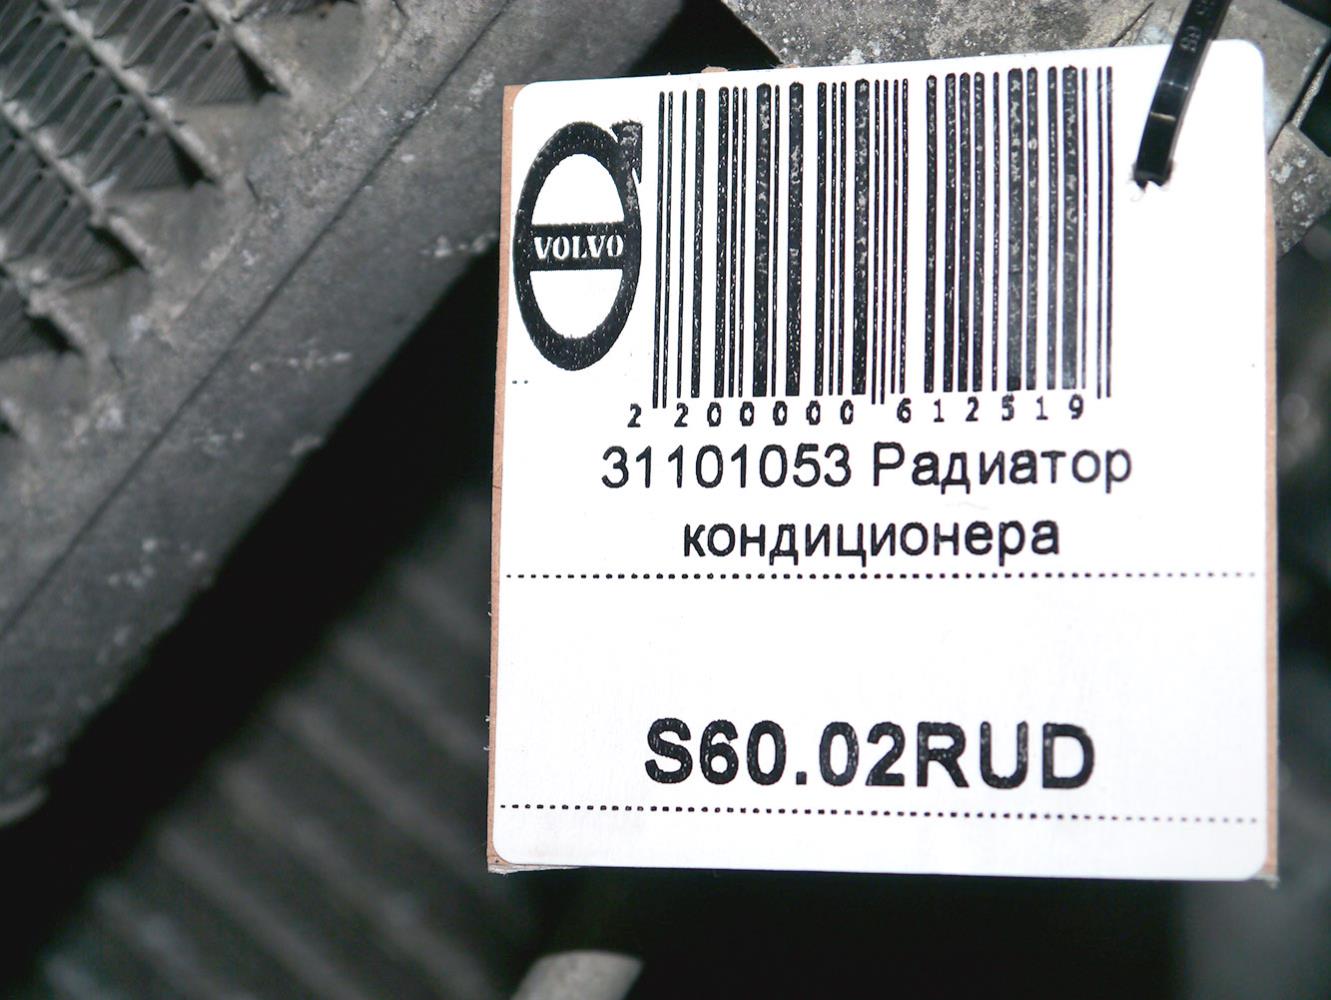 VOLVO
2 200000 612519
31101053 Радиатор
кондиционера
S60.02RUD